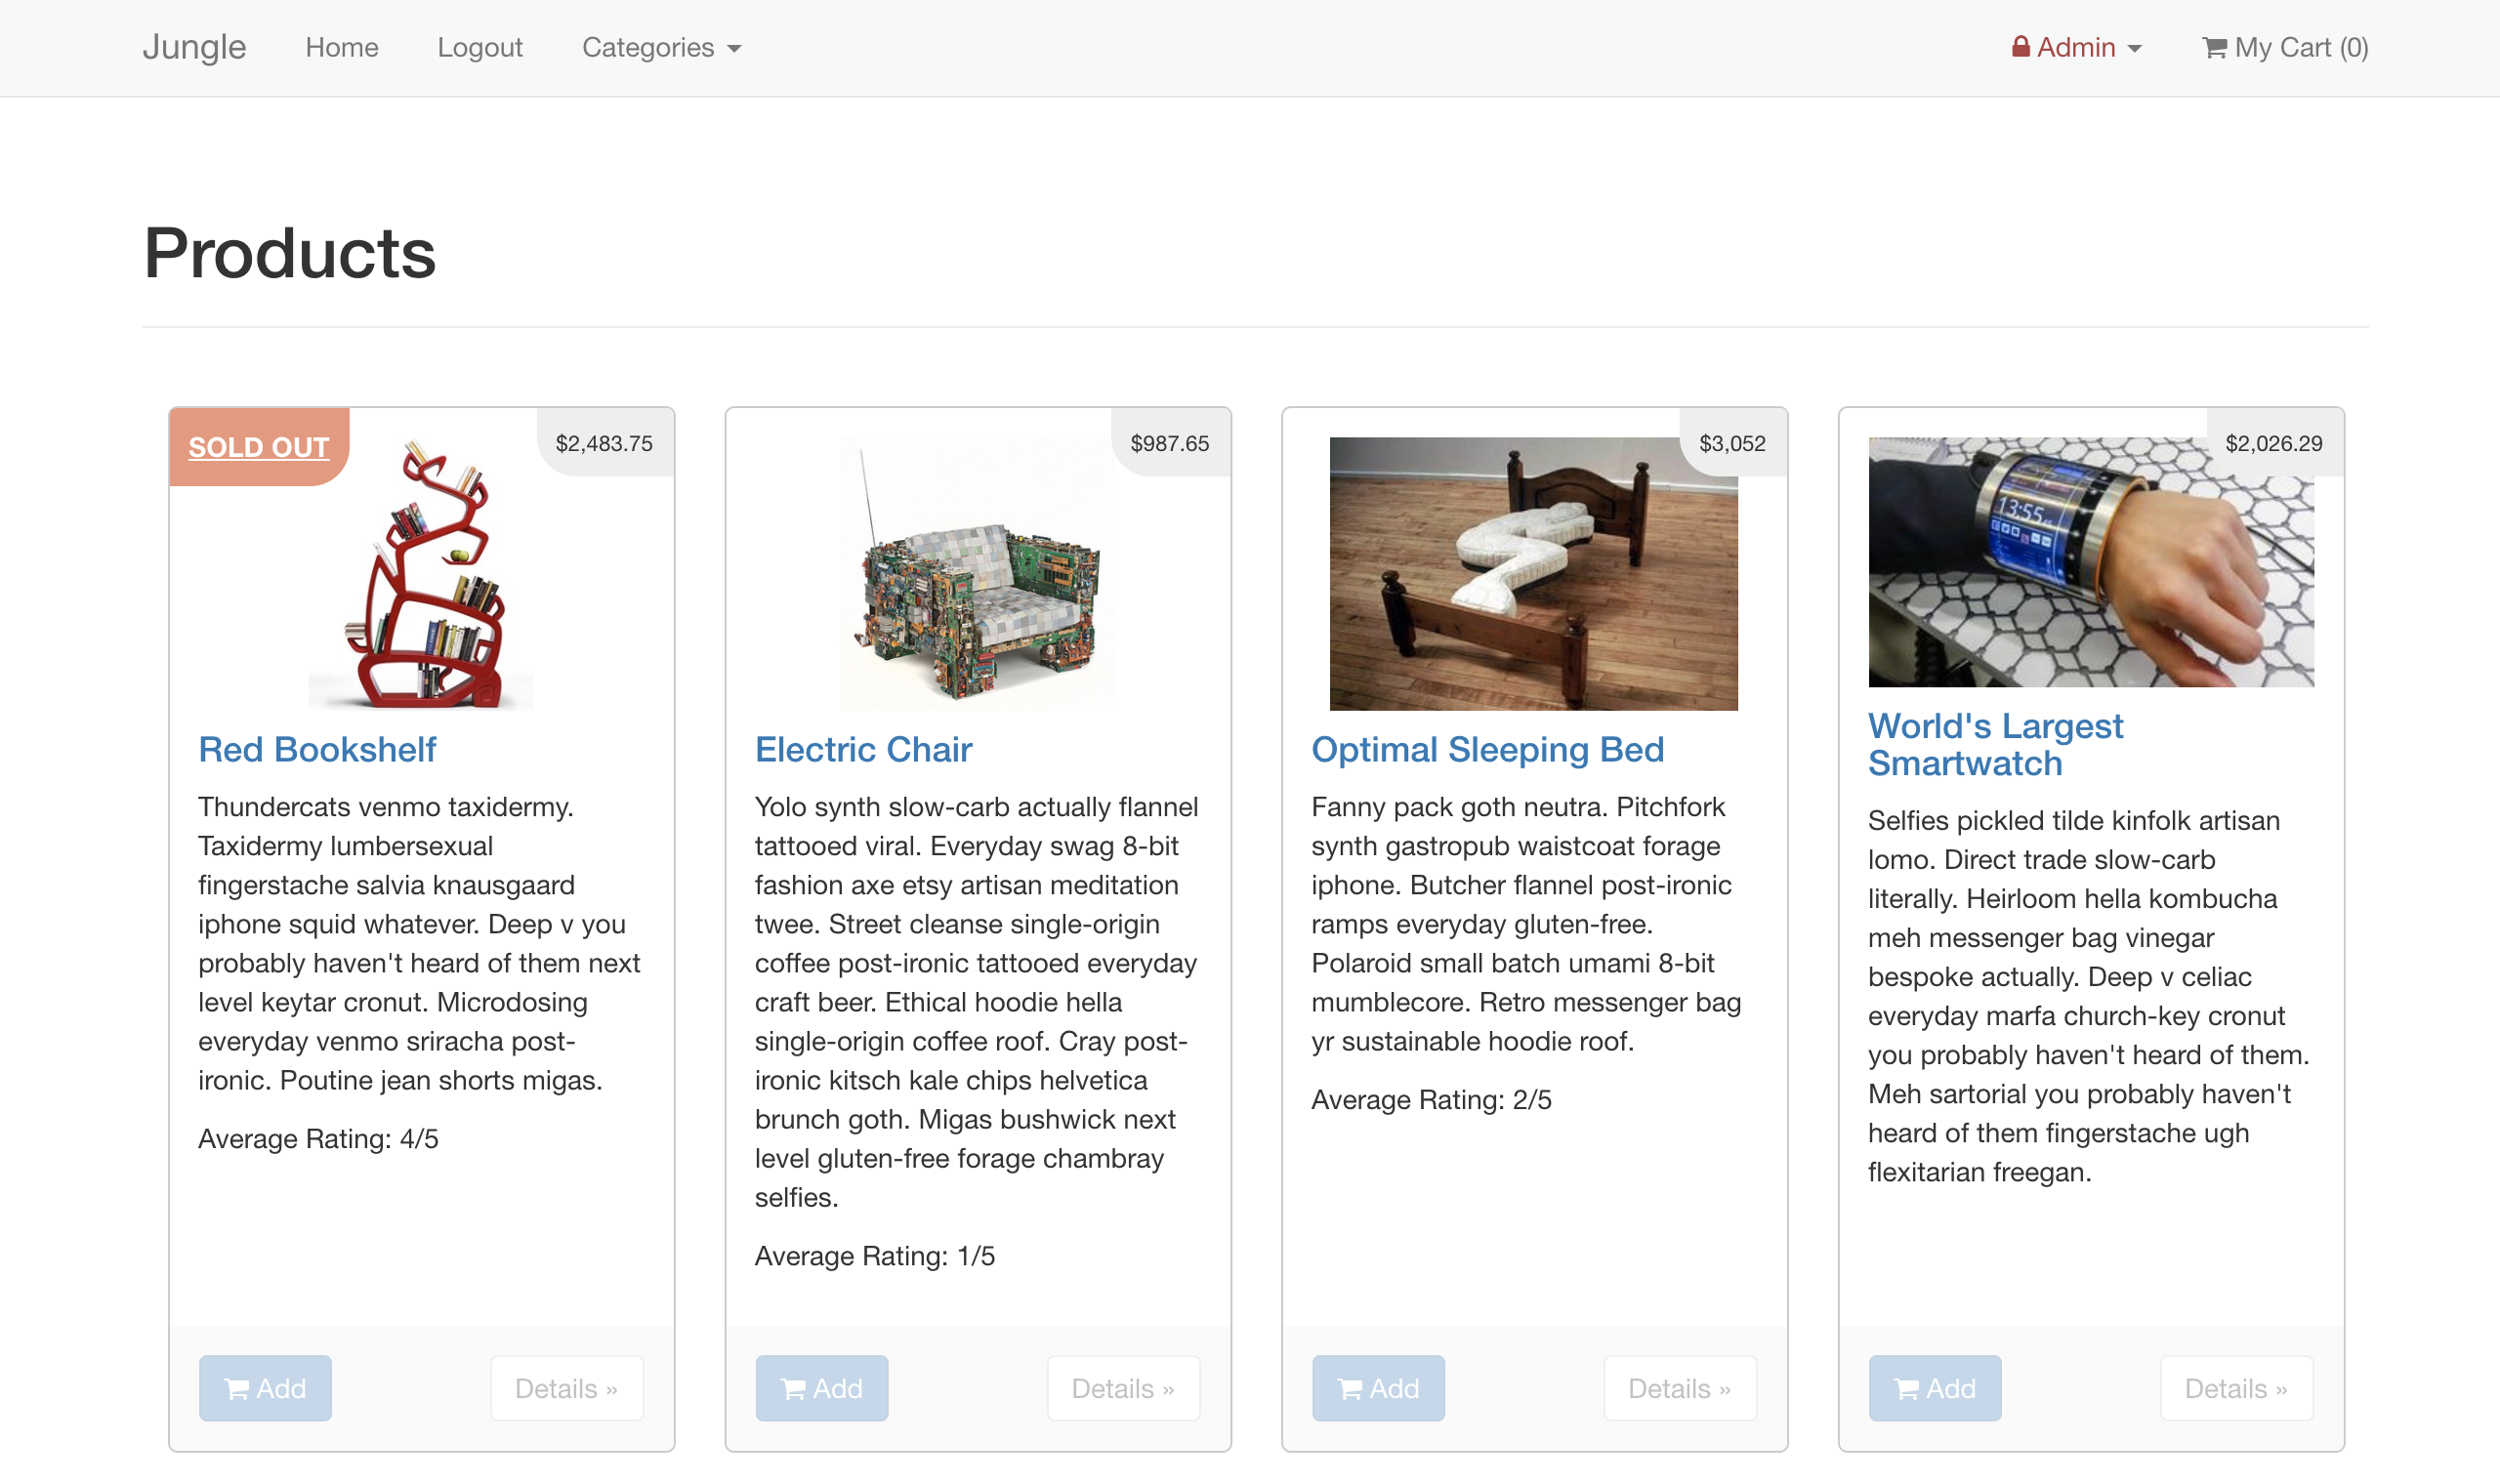 Jungle Home Logout Categories Admin My Cart (0)
Products
SOLD OUT
$2,483.75
Red Bookshelf
Thundercats venmo taxidermy.
Taxidermy lumbersexual
fingerstache salvia knausgaard
iphone squid whatever. Deep v you
probably haven't heard of them next
level keytar cronut. Microdosing
everyday venmo sriracha post-
ironic. Poutine jean shorts migas.
Average Rating: 4/5
Add Details »
$987.65
Electric Chair
Yolo synth slow-carb actually flannel
tattooed viral. Everyday swag 8-bit
fashion axe etsy artisan meditation
twee. Street cleanse single-origin
coffee post-ironic tattooed everyday
craft beer. Ethical hoodie hella
single-origin coffee roof. Cray post-
ironic kitsch kale chips helvetica
brunch goth. Migas bushwick next
level gluten-free forage chambray
selfies.
Average Rating: 1/5
Add Details »
$3,052
Optimal Sleeping Bed
Fanny pack goth neutra. Pitchfork
synth gastropub waistcoat forage
iphone. Butcher flannel post-ironic
ramps everyday gluten-free.
Polaroid small batch umami 8-bit
mumblecore. Retro messenger bag
yr sustainable hoodie roof.
Average Rating: 2/5
Add Details »
$2,026.29
13:55
World's Largest
Smartwatch
Selfies pickled tilde kinfolk artisan
lomo. Direct trade slow-carb
literally. Heirloom hella kombucha
meh messenger bag vinegar
bespoke actually. Deep v celiac
everyday marfa church-key cronut
you probably haven't heard of them.
Meh sartorial you probably haven't
heard of them fingerstache ugh
flexitarian freegan.
Add Details »